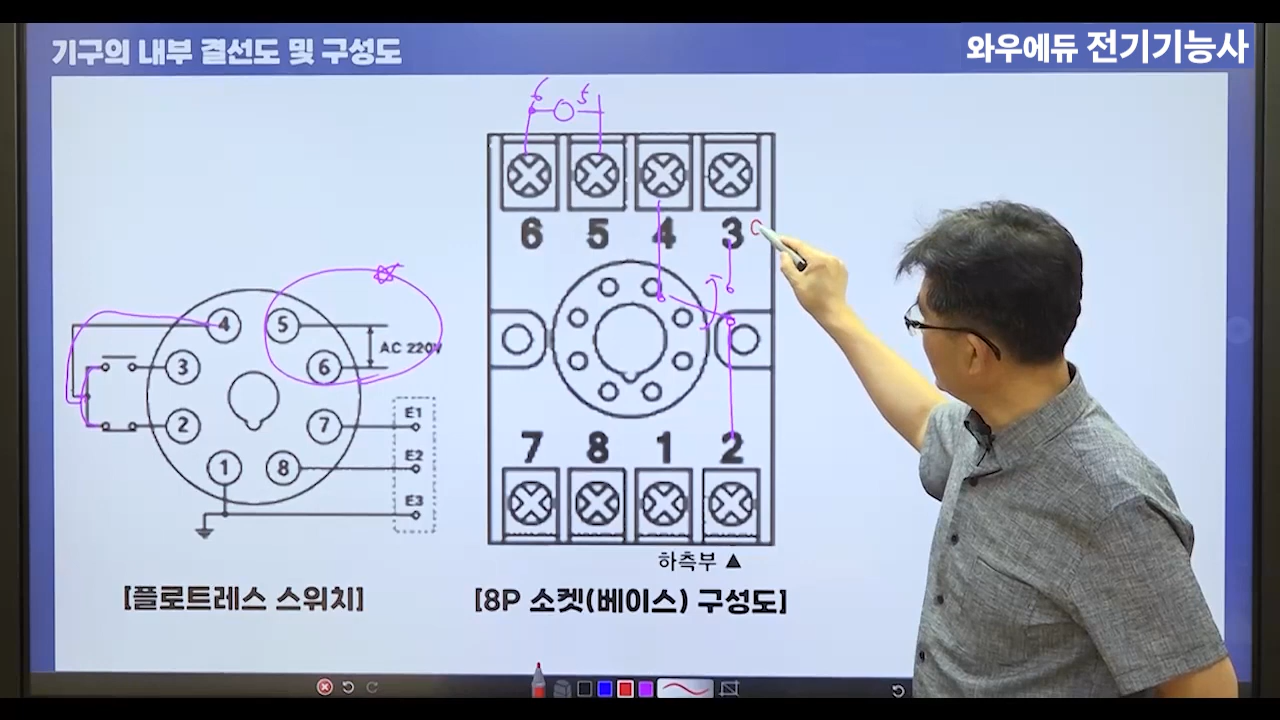 기구의 내부 결선도 및 구성도
와우에듀 전기기능사
6 5
6 5 4 3
4 5
3 6 AC 220V
2 7 E1
1 8 E2
E3
7 8 1 2
하측부 ▲
[플로트레스 스위치]
[8P 소켓(베이스) 구성도]